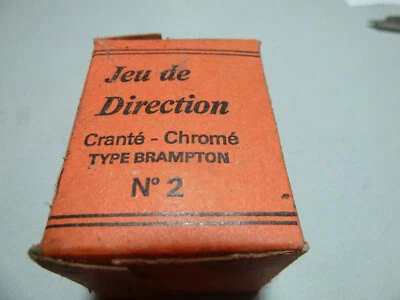 Jeu de
Direction
Cranté - Chromé
TYPE BRAMPTON
N° 2